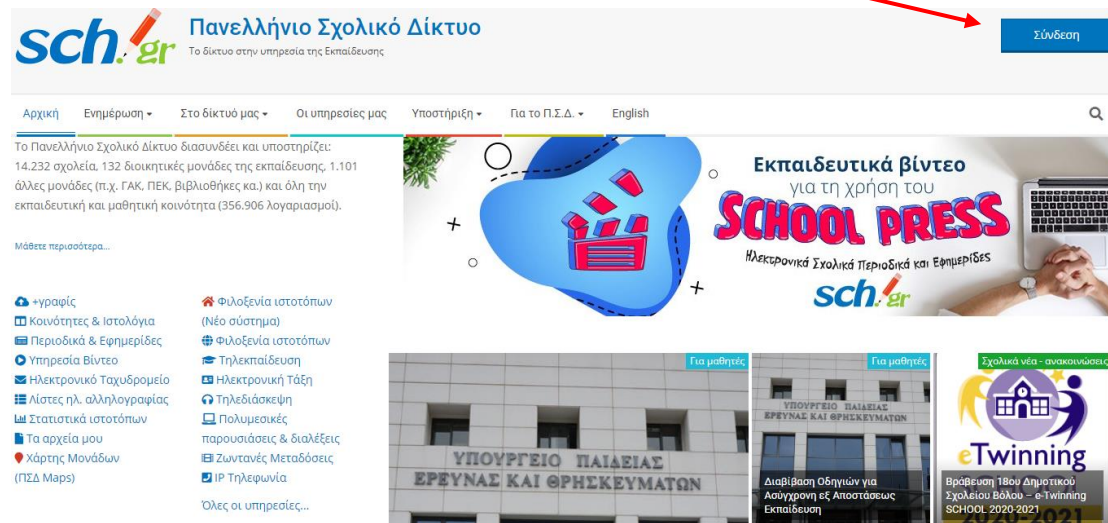 sch.gr
Πανελλήνιο Σχολικό Δίκτυο
Το δίκτυο στην υπηρεσία της Εκπαίδευσης
Σύνδεση
Αρχική Ενημέρωση Στο δίκτυό μας Οι υπηρεσίες μας Υποστήριξη Για το Π.Σ.Δ. English
Το Πανελλήνιο Σχολικό Δίκτυο διασυνδέει και υποστηρίζει:
14.232 σχολεία, 132 διοικητικές μονάδες της εκπαίδευσης, 1.101
άλλες μονάδες (π.χ. ΓΑΚ, ΠΕΚ, βιβλιοθήκες κα.) και όλη την
εκπαιδευτική και μαθητική κοινότητα (356.906 λογαριασμοί).
Μάθετε περισσότερα...
+γραφίς
Κοινότητες & Ιστολόγια
Περιοδικά & Εφημερίδες
Υπηρεσία Βίντεο
Ηλεκτρονικό Ταχυδρομείο
Λίστες ηλ. αλληλογραφίας
Στατιστικά ιστοτόπων
Τα αρχεία μου
Χάρτης Μονάδων
(ΠΣΔ Maps)
Φιλοξενία ιστοτόπων
(Νέο σύστημα)
Φιλοξενία ιστοτόπων
Τηλεκπαίδευση
Ηλεκτρονική Τάξη
Τηλεδιάσκεψη
Πολυμεσικές
παρουσιάσεις & διαλέξεις
Ζωντανές Μεταδόσεις
IP Τηλεφωνία
Όλες οι υπηρεσίες...
Εκπαιδευτικά βίντεο
για τη χρήση του
SCHOOL PRESS
Ηλεκτρονικά Σχολικά Περιοδικά και Εφημερίδες
sch.gr
Για μαθητές
ΥΠΟΥΡΓΕΙΟ ΠΑΙΔΕΙΑΣ
ΕΡΕΥΝΑΣ ΚΑΙ ΘΡΗΣΚΕΥΜΑΤΩΝ
Για μαθητές
ΥΠΟΥΡΓΕΙΟ ΠΑΙΔΕΙΑΣ
ΕΡΕΥΝΑΣ ΚΑΙ ΘΡΗΣΚΕΥΜΑΤΩΝ
Διαβίβαση Οδηγιών για
Ασύγχρονη εξ Αποστάσεως
Εκπαίδευση
Σχολικά νέα - ανακοινώσεις
eTwinning
SCHOOL
2020-2021
Βράβευση 18ου Δημοτικού
Σχολείου Βόλου – e-Twinning
SCHOOL 2020-2021